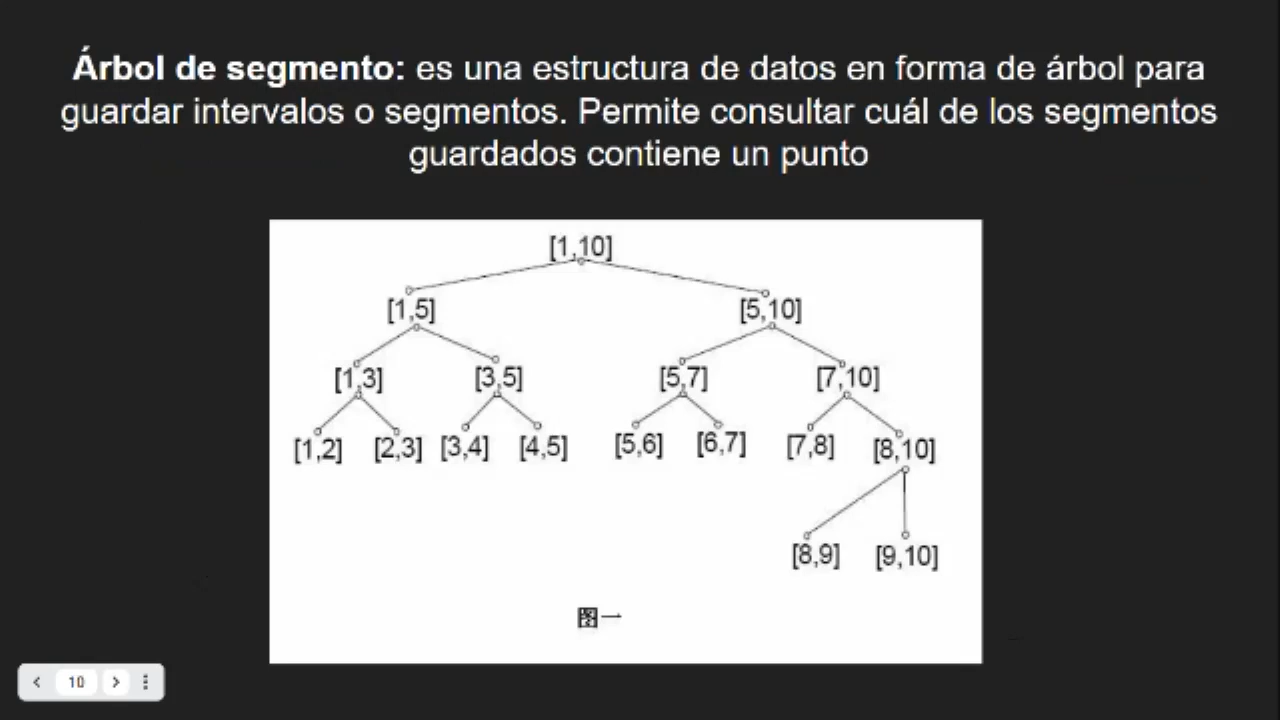 Árbol de segmento: es una estructura de datos en forma de árbol para
guardar intervalos o segmentos. Permite consultar cuál de los segmentos
guardados contiene un punto
[1,10]
[1,5] [5,10]
[1,3] [3,5] [5,7] [7,10]
[1,2] [2,3] [3,4] [4,5] [5,6] [6,7] [7,8] [8,10]
[8,9] [9,10]
图一
10